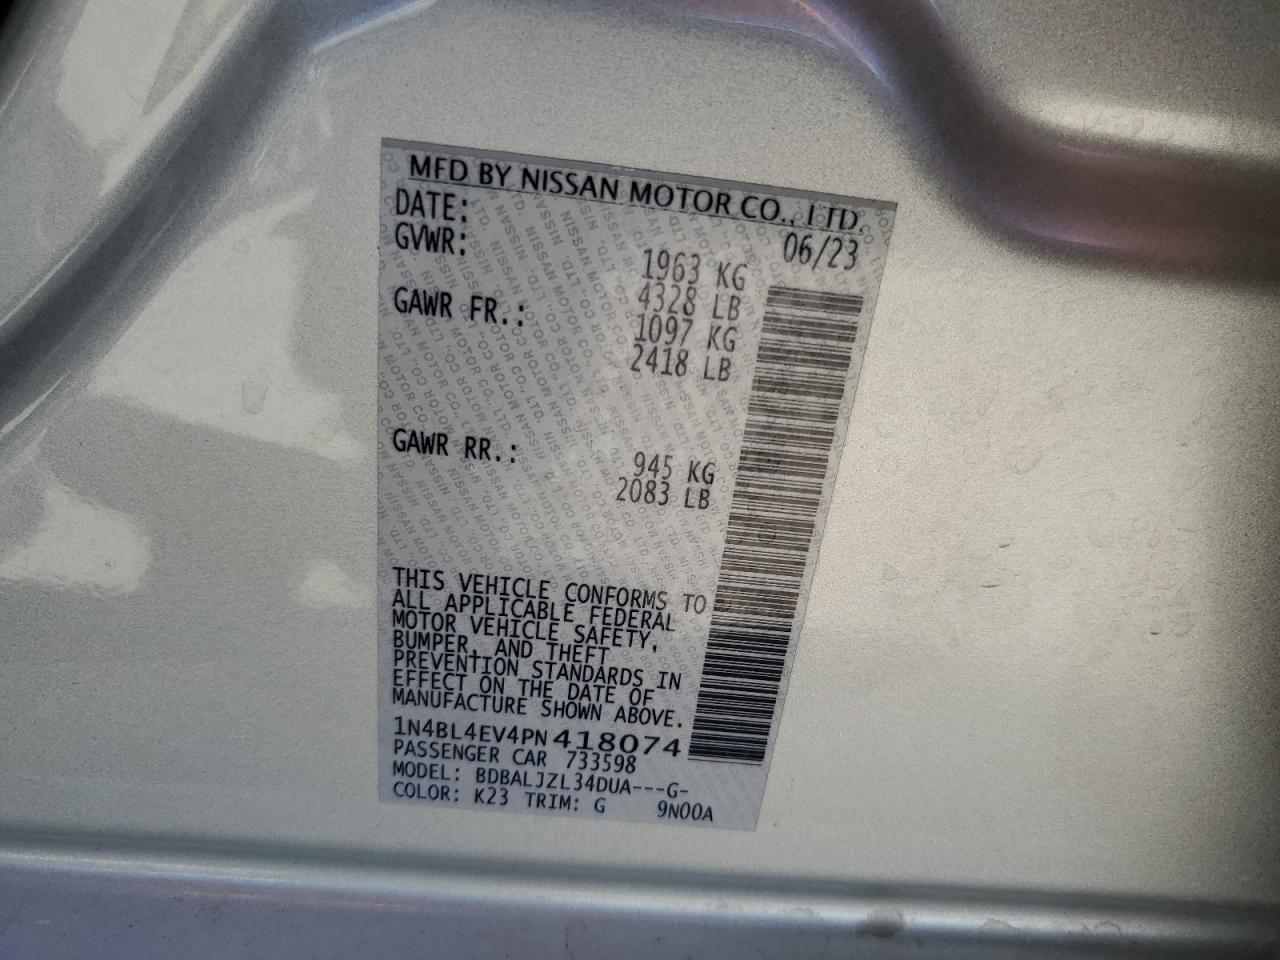 MFD BY NISSAN MOTOR CO., LTD.
DATE: 06/23
GVWR: 1963 KG
4328 LB
GAWR FR.: 1097 KG
2418 LB
GAWR RR.: 945 KG
2083 LB
THIS VEHICLE CONFORMS TO
ALL APPLICABLE FEDERAL
MOTOR VEHICLE SAFETY,
BUMPER, AND THEFT
PREVENTION STANDARDS IN
EFFECT ON THE DATE OF
MANUFACTURE SHOWN ABOVE.
1N4BL4EV4PN418074
PASSENGER CAR 733598
MODEL: BDBALJZL34DUA---G-
COLOR: K23 TRIM: G 9N00A